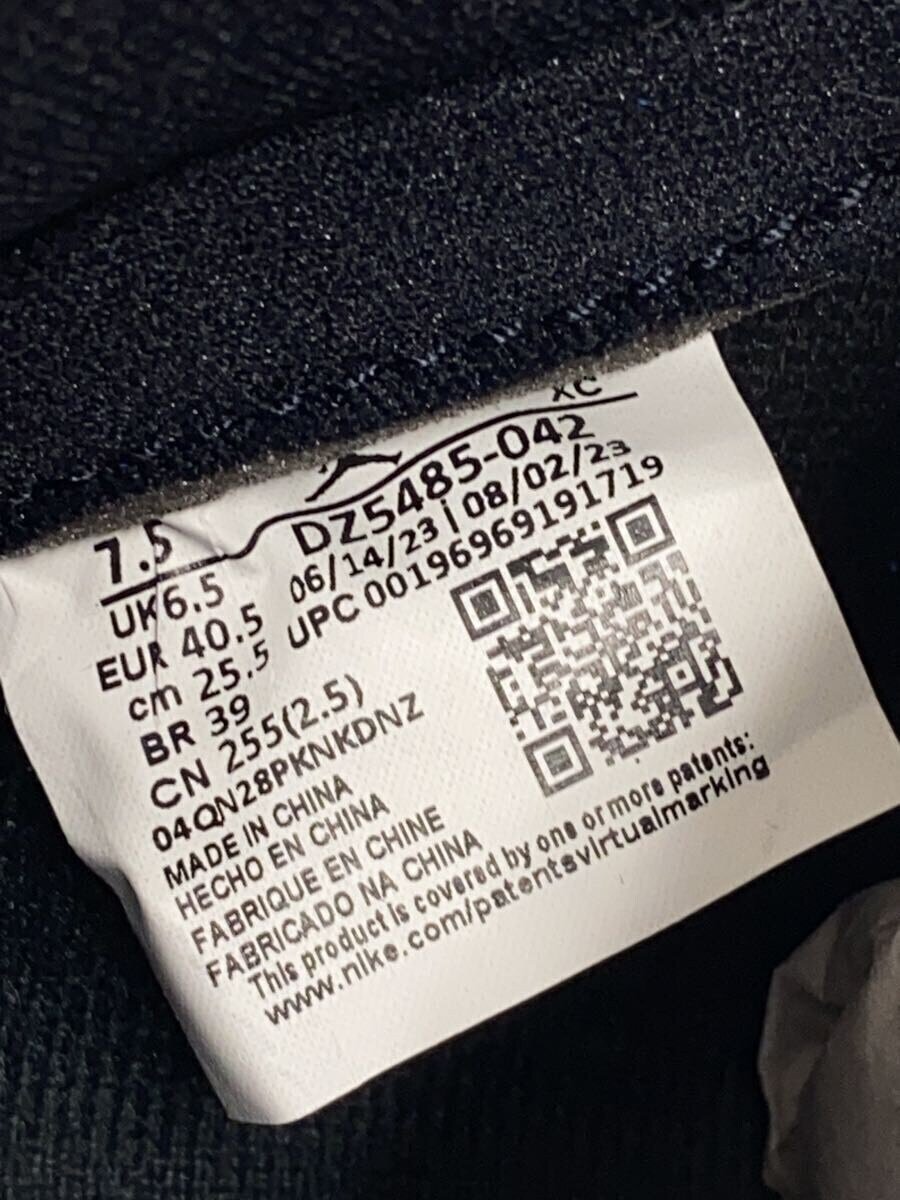 XC
7.5
DZ5485-042
UK 6.5
06/14/23 | 08/02/23
EUR 40.5
UPC 00196969191719
cm 25.5
BR 39
CN 255(2.5)
04QN28PKNKDNZ
MADE IN CHINA
HECHO EN CHINA
FABRIQUE EN CHINE
FABRICADO NA CHINA
This product is covered by one or more patents:
www.nike.com/patentsvirtualmarking